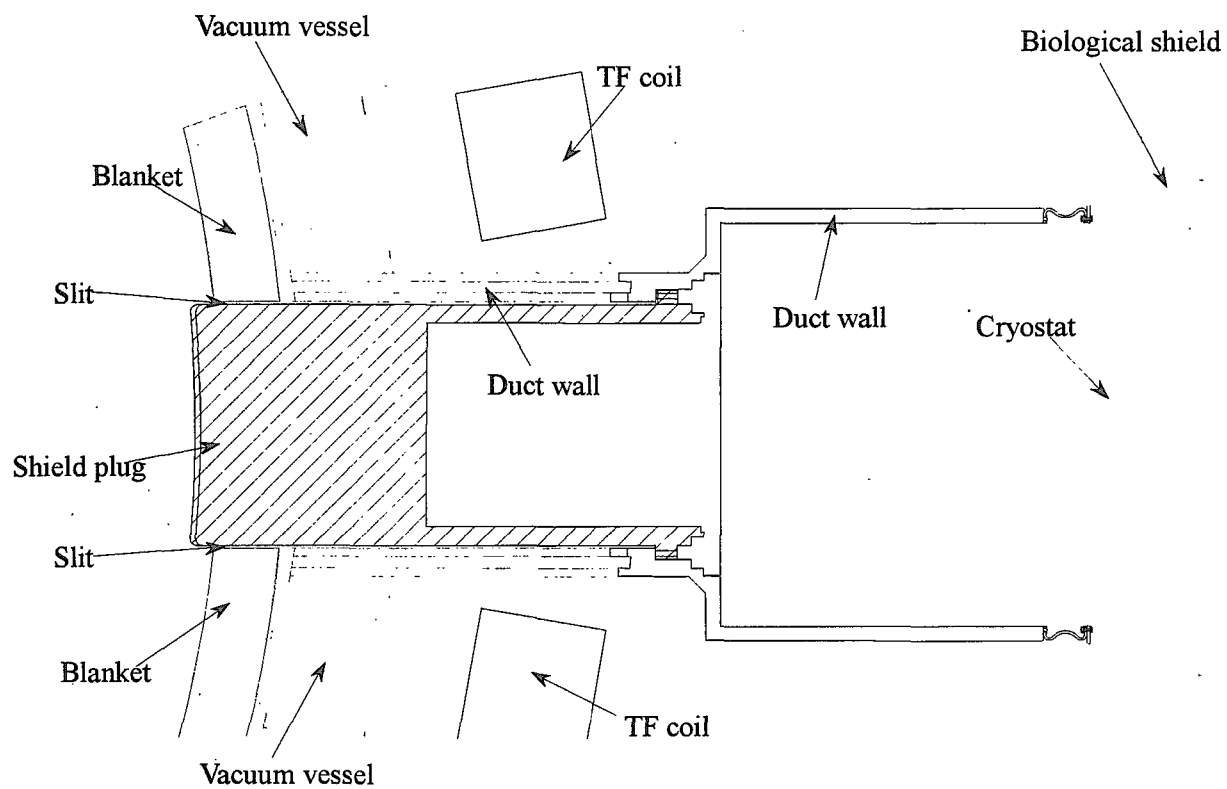 Vacuum vessel
Biological shield
TF coil
Blanket
Slit
Duct wall
Cryostat
Duct wall
Shield plug
Slit
Blanket
TF coil
Vacuum vessel